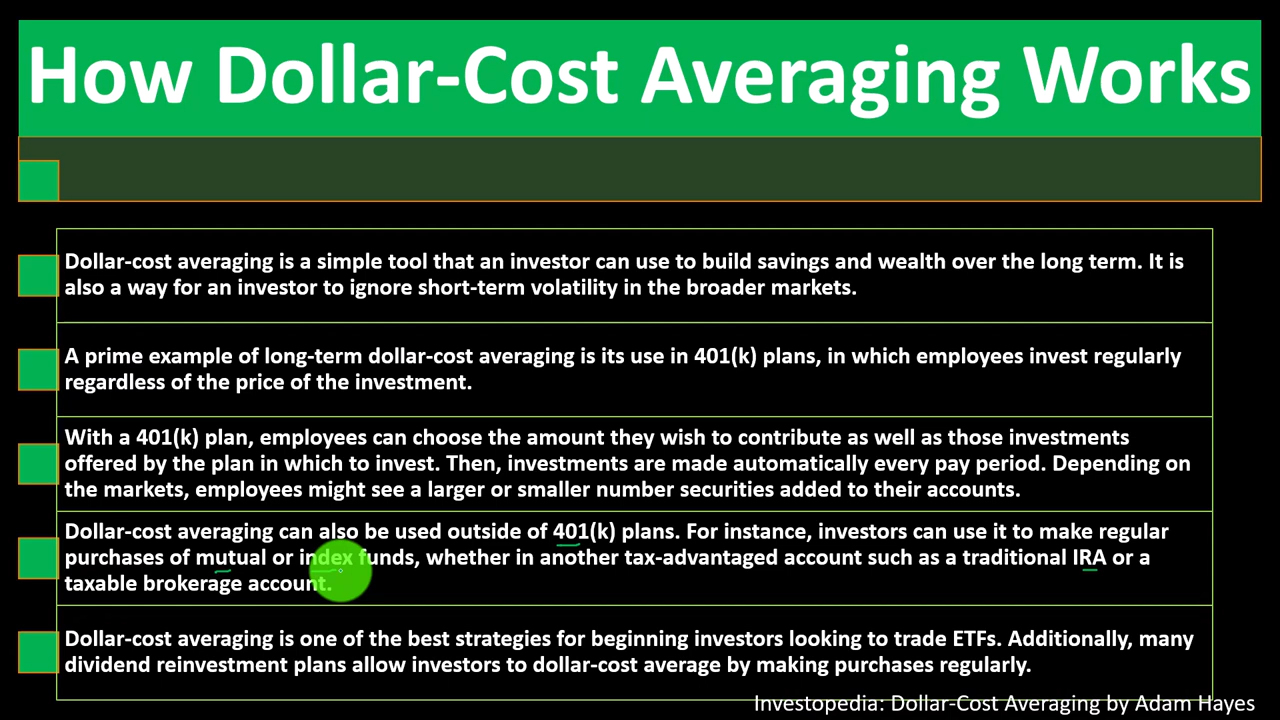 How Dollar-Cost Averaging Works
Dollar-cost averaging is a simple tool that an investor can use to build savings and wealth over the long term. It is
also a way for an investor to ignore short-term volatility in the broader markets.
A prime example of long-term dollar-cost averaging is its use in 401(k) plans, in which employees invest regularly
regardless of the price of the investment.
With a 401(k) plan, employees can choose the amount they wish to contribute as well as those investments
offered by the plan in which to invest. Then, investments are made automatically every pay period. Depending on
the markets, employees might see a larger or smaller number securities added to their accounts.
Dollar-cost averaging can also be used outside of 401(k) plans. For instance, investors can use it to make regular
purchases of mutual or index funds, whether in another tax-advantaged account such as a traditional IRA or a
taxable brokerage account.
Dollar-cost averaging is one of the best strategies for beginning investors looking to trade ETFs. Additionally, many
dividend reinvestment plans allow investors to dollar-cost average by making purchases regularly.
Investopedia: Dollar-Cost Averaging by Adam Hayes